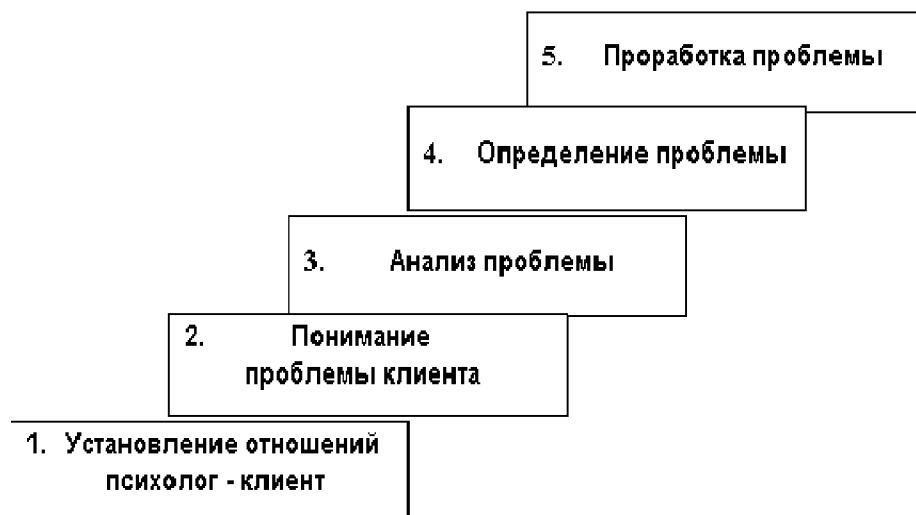 5. Проработка проблемы
4. Определение проблемы
3. Анализ проблемы
2. Понимание
проблемы клиента
1. Установление отношений
психолог - клиент